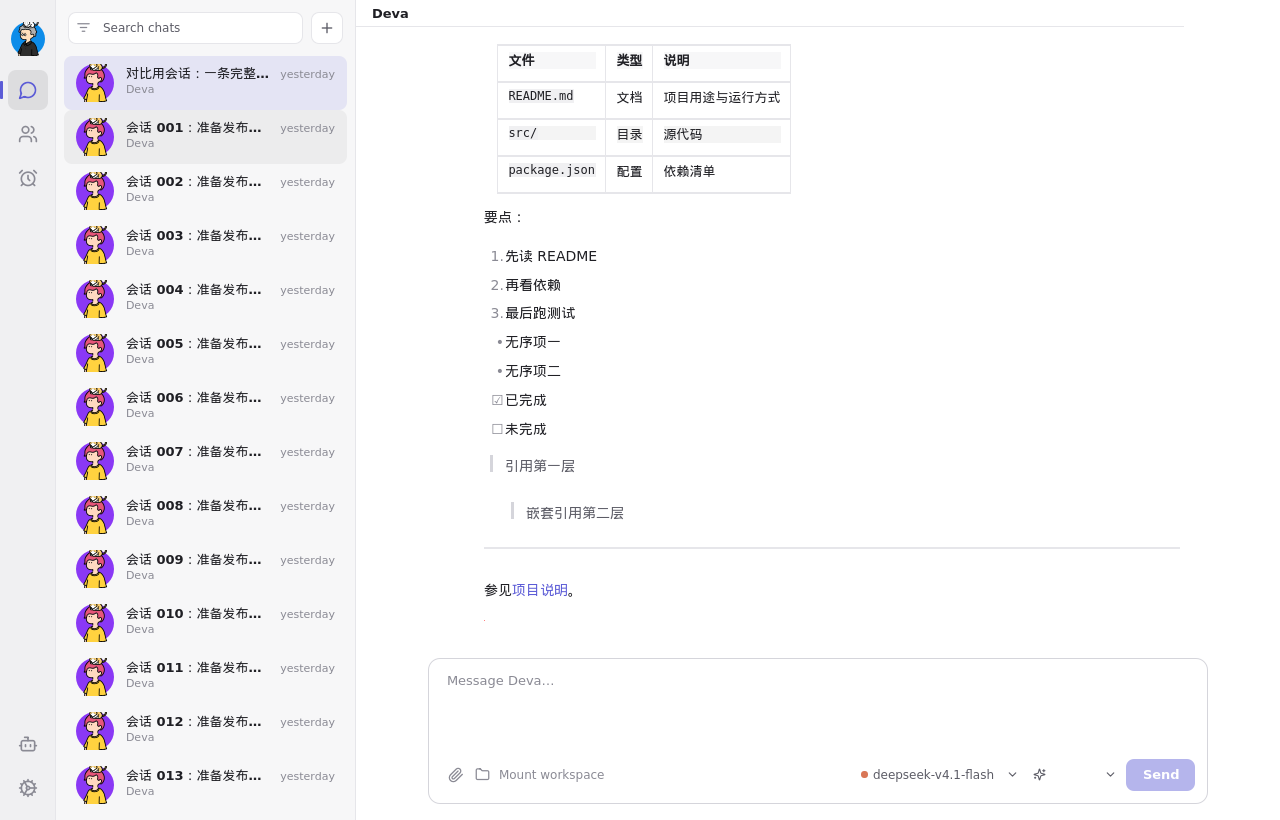 Search chats
对比用会话：一条完整… yesterday
Deva
会话 001：准备发布… yesterday
Deva
会话 002：准备发布… yesterday
Deva
会话 003：准备发布… yesterday
Deva
会话 004：准备发布… yesterday
Deva
会话 005：准备发布… yesterday
Deva
会话 006：准备发布… yesterday
Deva
会话 007：准备发布… yesterday
Deva
会话 008：准备发布… yesterday
Deva
会话 009：准备发布… yesterday
Deva
会话 010：准备发布… yesterday
Deva
会话 011：准备发布… yesterday
Deva
会话 012：准备发布… yesterday
Deva
会话 013：准备发布… yesterday
Deva
Deva
文件 类型 说明
README.md 文档 项目用途与运行方式
src/ 目录 源代码
package.json 配置 依赖清单
要点：
1. 先读 README
2. 再看依赖
3. 最后跑测试
• 无序项一
• 无序项二
☑ 已完成
☐ 未完成
引用第一层
嵌套引用第二层
参见项目说明。
Message Deva...
Mount workspace deepseek-v4.1-flash Send